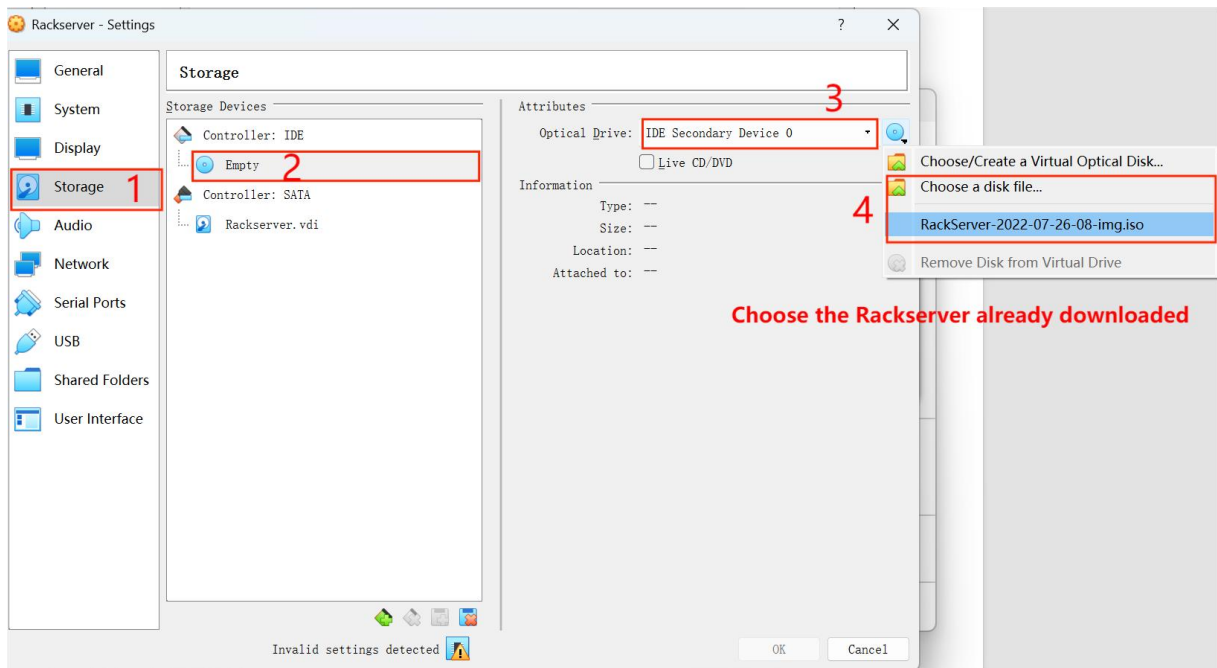 Rackserver - Settings
?
General
System
Display
Storage
1
Audio
Network
Serial Ports
USB
Shared Folders
User Interface
Storage
Storage Devices
Controller: IDE
Empty
2
Controller: SATA
Rackserver.vdi
Attributes
3
Optical Drive: IDE Secondary Device 0
Live CD/DVD
Information
Type: --
Size: --
Location: --
Attached to: --
4
Choose/Create a Virtual Optical Disk...
Choose a disk file...
RackServer-2022-07-26-08-img.iso
Remove Disk from Virtual Drive
Choose the Rackserver already downloaded
Invalid settings detected
OK
Cancel